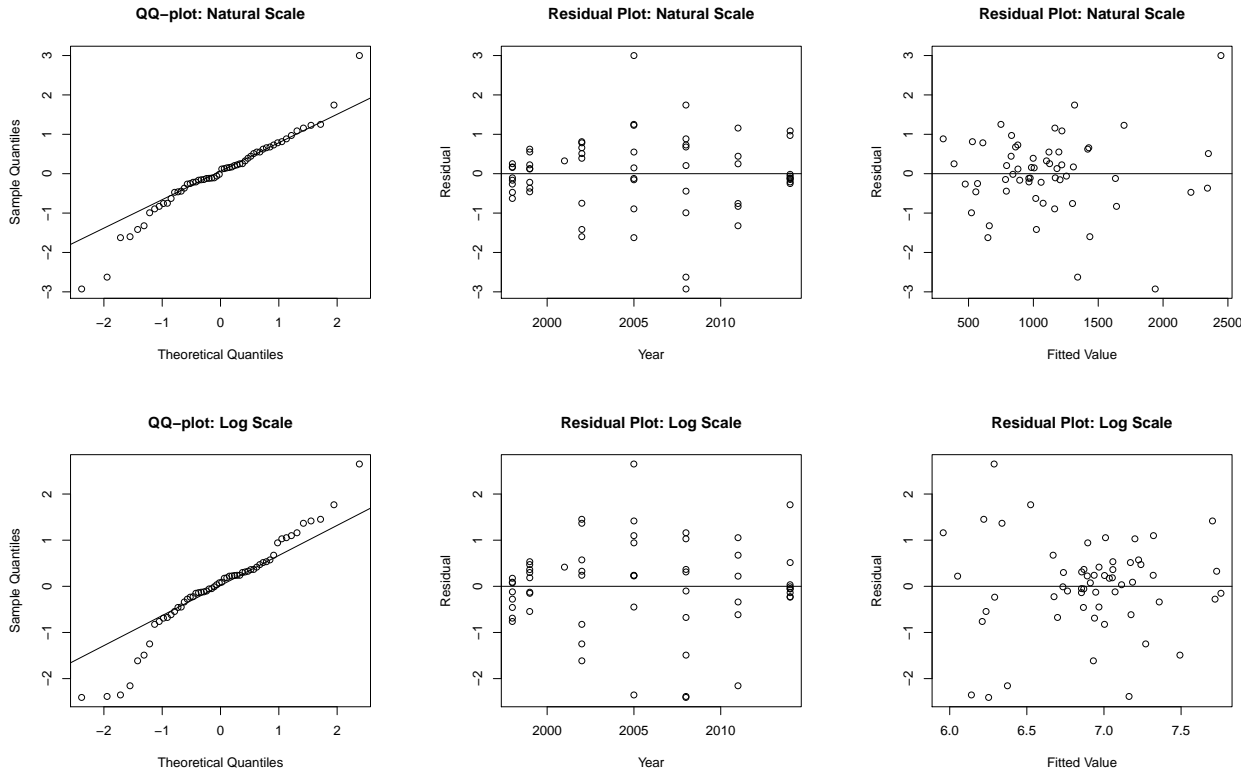 QQ−plot: Natural Scale
Sample Quantiles
3
2
1
0
−1
−2
−3
−2 −1 0 1 2
Theoretical Quantiles
Residual Plot: Natural Scale
Residual
3
2
1
0
−1
−2
−3
2000 2005 2010
Year
Residual Plot: Natural Scale
Residual
3
2
1
0
−1
−2
−3
500 1000 1500 2000 2500
Fitted Value
QQ−plot: Log Scale
Sample Quantiles
2
1
0
−1
−2
−2 −1 0 1 2
Theoretical Quantiles
Residual Plot: Log Scale
Residual
2
1
0
−1
−2
2000 2005 2010
Year
Residual Plot: Log Scale
Residual
2
1
0
−1
−2
6.0 6.5 7.0 7.5
Fitted Value